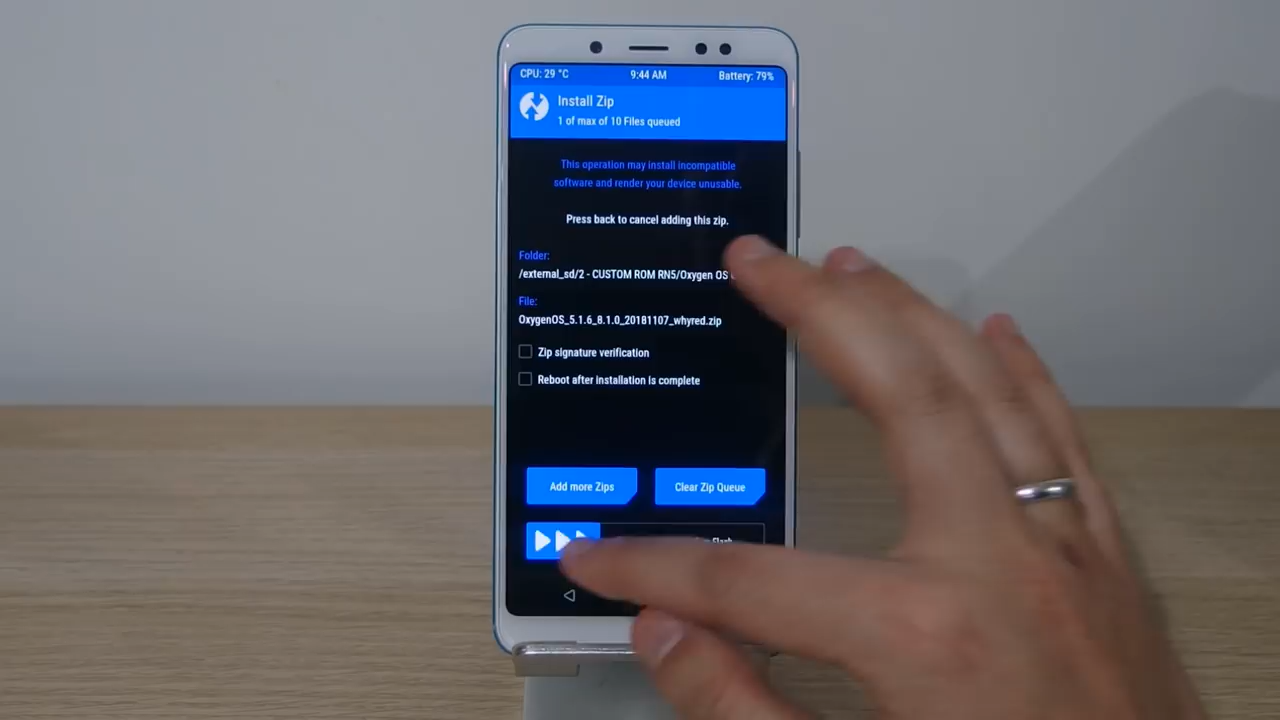 CPU: 29 °C 9:44 AM Battery: 79%
Install Zip
1 of max of 10 Files queued
This operation may install incompatible
software and render your device unusable.
Press back to cancel adding this zip.
Folder:
/external_sd/2 - CUSTOM ROM RN5/Oxygen OS
File:
OxygenOS_5.1.6_8.1.0_20181107_whyred.zip
Zip signature verification
Reboot after installation is complete
Add more Zips Clear Zip Queue
Flash